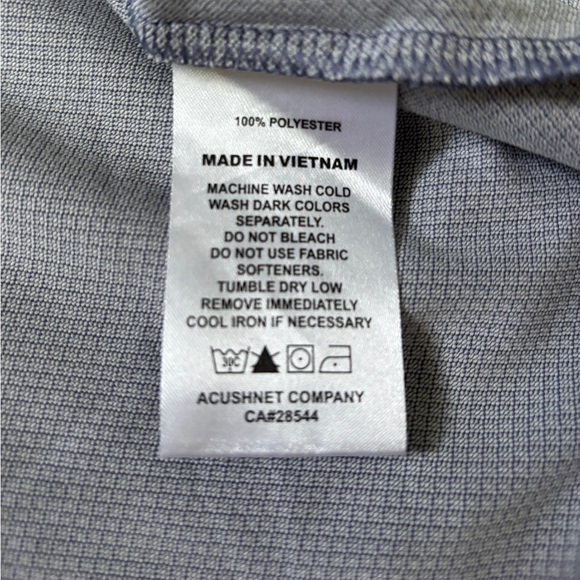 100% POLYESTER
MADE IN VIETNAM
MACHINE WASH COLD
WASH DARK COLORS
SEPARATELY.
DO NOT BLEACH
DO NOT USE FABRIC
SOFTENERS.
TUMBLE DRY LOW
REMOVE IMMEDIATELY
COOL IRON IF NECESSARY
30C
ACUSHNET COMPANY
CA#28544